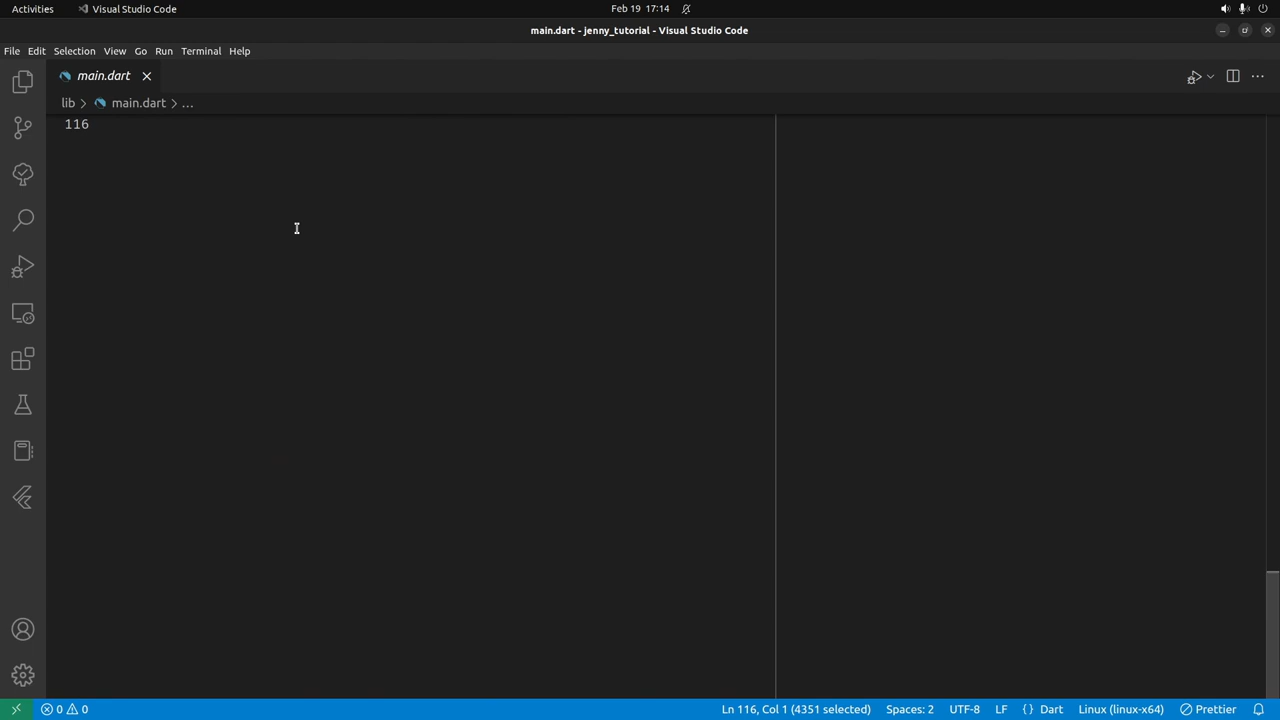 Activities Visual Studio Code Feb 19 17:14
main.dart - jenny_tutorial - Visual Studio Code
File Edit Selection View Go Run Terminal Help
main.dart
lib > main.dart > ...
116
0 0 Ln 116, Col 1 (4351 selected) Spaces: 2 UTF-8 LF {} Dart Linux (linux-x64) Prettier